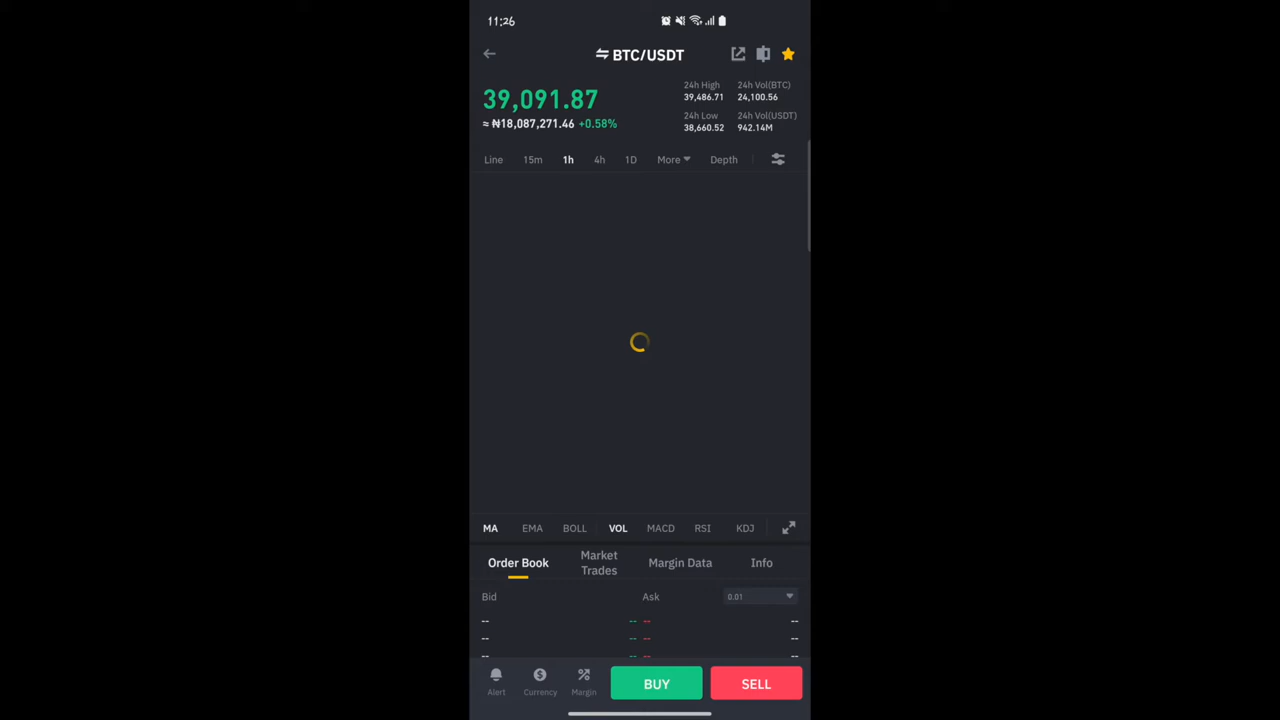 11:26
BTC/USDT
39,091.87
≈ ₦18,087,271.46 +0.58%
24h High
39,486.71
24h Vol(BTC)
24,100.56
24h Low
38,660.52
24h Vol(USDT)
942.14M
Line 15m 1h 4h 1D More Depth
MA EMA BOLL VOL MACD RSI KDJ
Order Book Market Trades Margin Data Info
Bid Ask 0.01
-- -- -- --
-- -- -- --
-- -- -- --
Alert Currency Margin BUY SELL